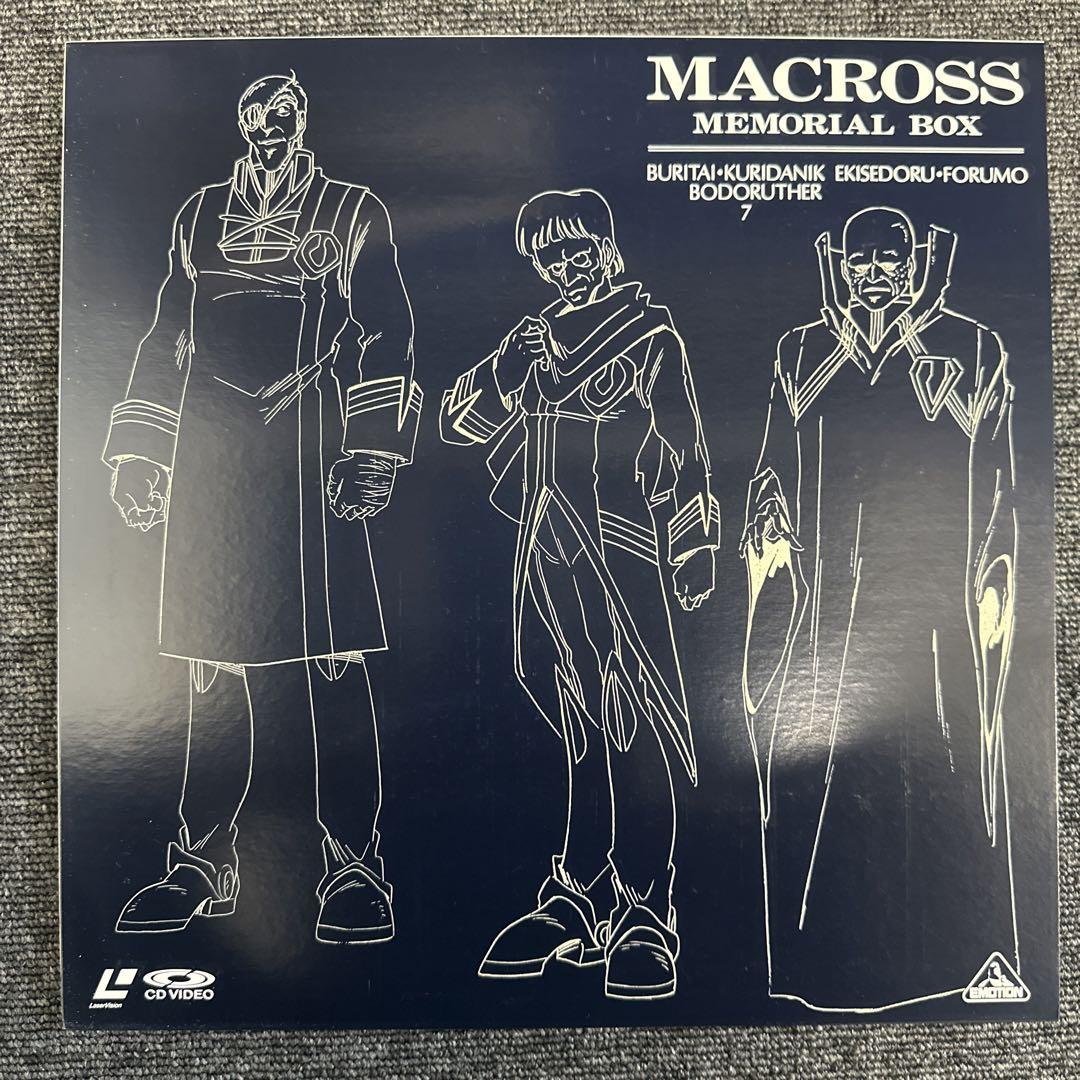 MACROSS
MEMORIAL BOX
BURITAI・KURIDANIK EKISEDORU・FORUMO
BODORUTHER
7
LaserVision
CD VIDEO
EMOTION